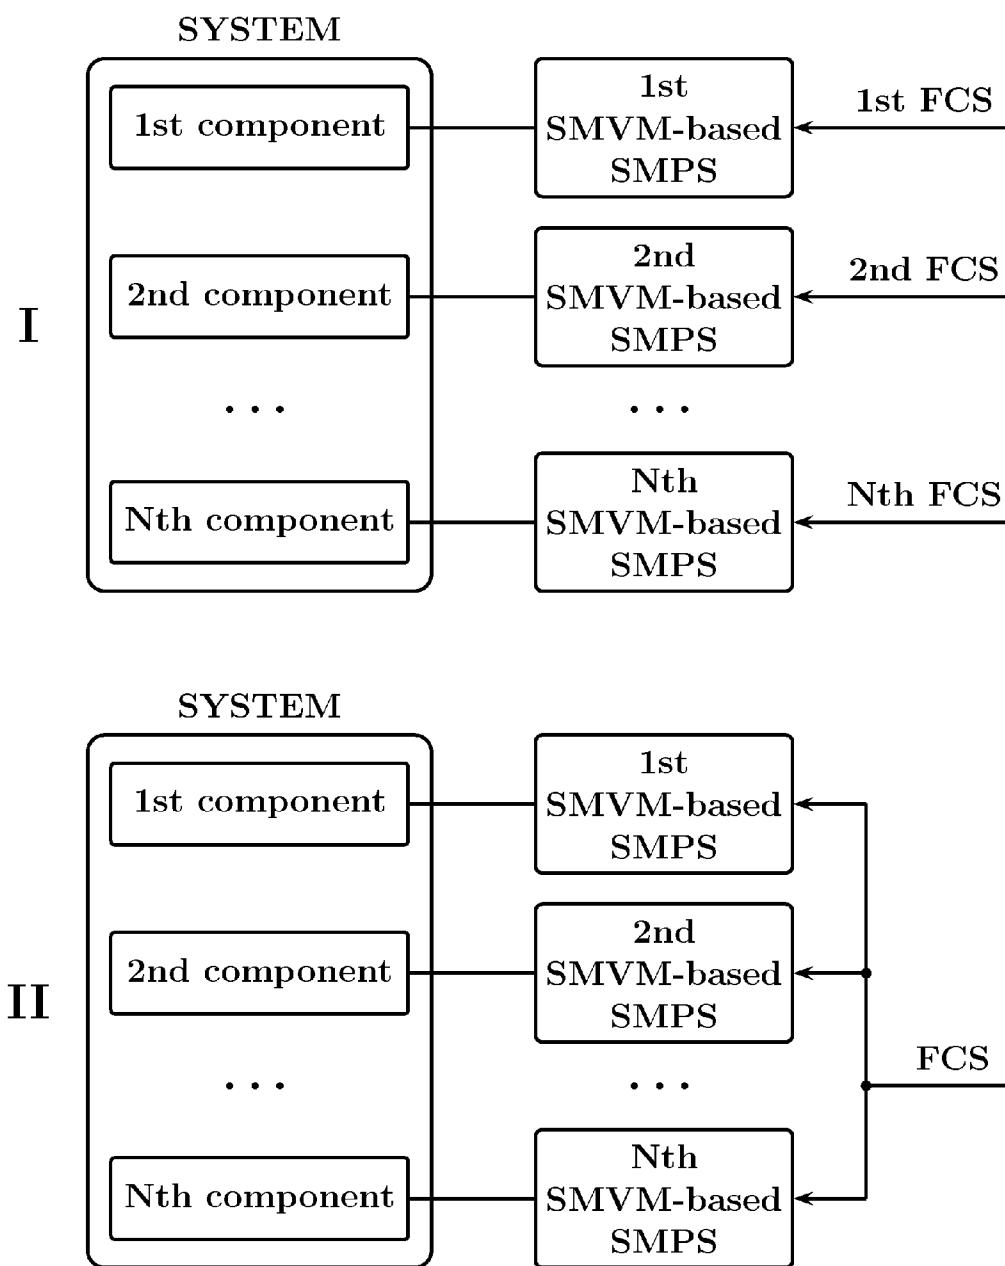 SYSTEM
1st component
1st
SMVM-based
SMPS
1st FCS
2nd component
2nd
SMVM-based
SMPS
2nd FCS
I
. . .
. . .
Nth component
Nth
SMVM-based
SMPS
Nth FCS
SYSTEM
1st component
1st
SMVM-based
SMPS
2nd component
2nd
SMVM-based
SMPS
II
FCS
. . .
. . .
Nth component
Nth
SMVM-based
SMPS